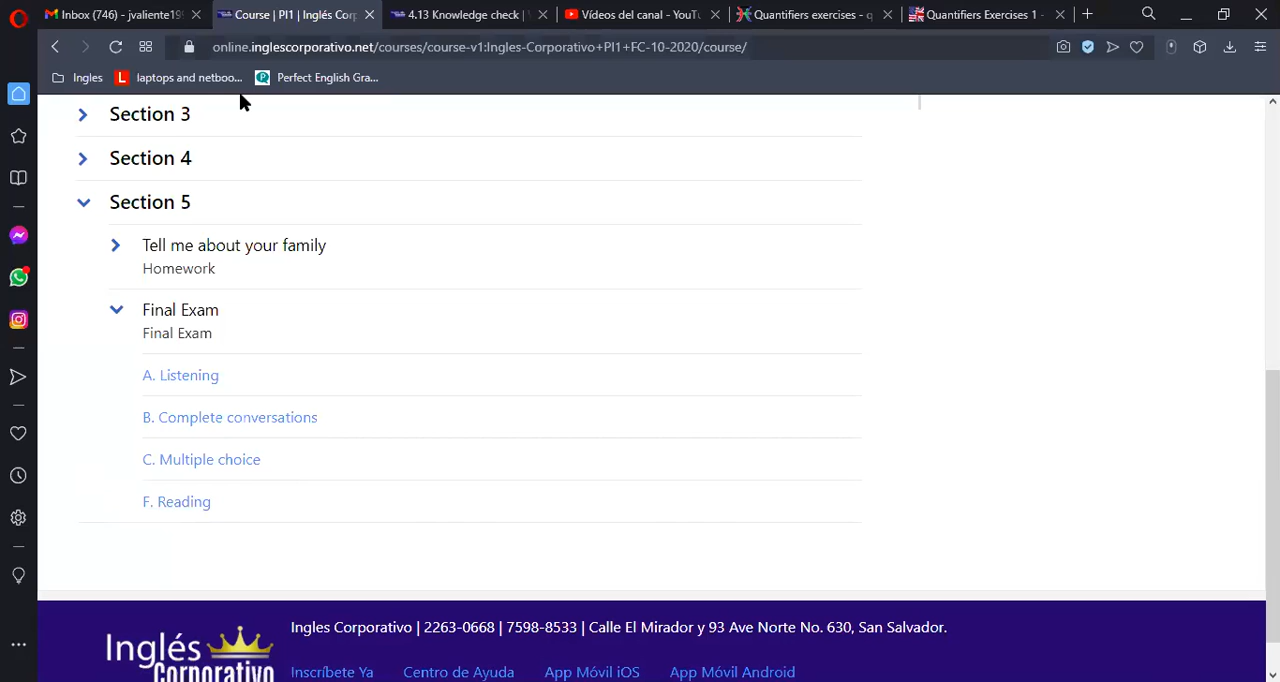 Inbox (746) - jvaliente199
Course | PI1 | Inglés Corp
4.13 Knowledge check |
Vídeos del canal - YouTu
Quantifiers exercises - q
Quantifiers Exercises 1 -
online.inglescorporativo.net/courses/course-v1:Ingles-Corporativo+PI1+FC-10-2020/course/
Ingles
L laptops and netboo...
P Perfect English Gra...
Section 3
Section 4
Section 5
Tell me about your family
Homework
Final Exam
Final Exam
A. Listening
B. Complete conversations
C. Multiple choice
F. Reading
Inglés
Corporativo
Ingles Corporativo | 2263-0668 | 7598-8533 | Calle El Mirador y 93 Ave Norte No. 630, San Salvador.
Inscríbete Ya
Centro de Ayuda
App Móvil iOS
App Móvil Android